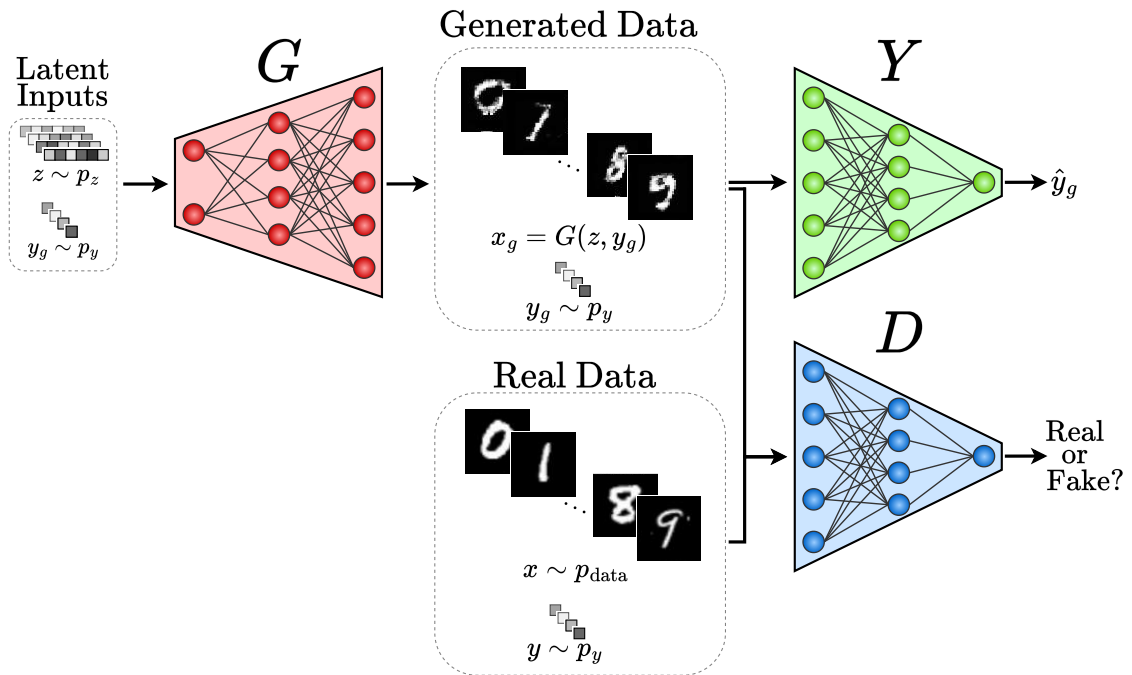 Latent
Inputs
z ∼ p_z
y_g ∼ p_y
G
Generated Data
x_g = G(z, y_g)
y_g ∼ p_y
Real Data
x ∼ p_data
y ∼ p_y
Y
ŷ_g
D
Real
or
Fake?